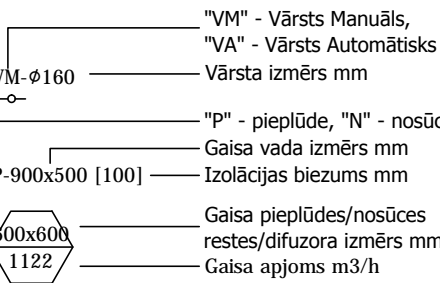 "VM" - Vārsts Manuāls,
"VA" - Vārsts Automātisks
VM-ϕ160
Vārsta izmērs mm
"P" - pieplūde, "N" -
Gaisa vada izmērs mm
P-900x500 [100]
Izolācijas biezums mm
Gaisa pieplūdes/nosūces
restes/difuzora izmērs mm
600x600
1122
Gaisa apjoms m3/h